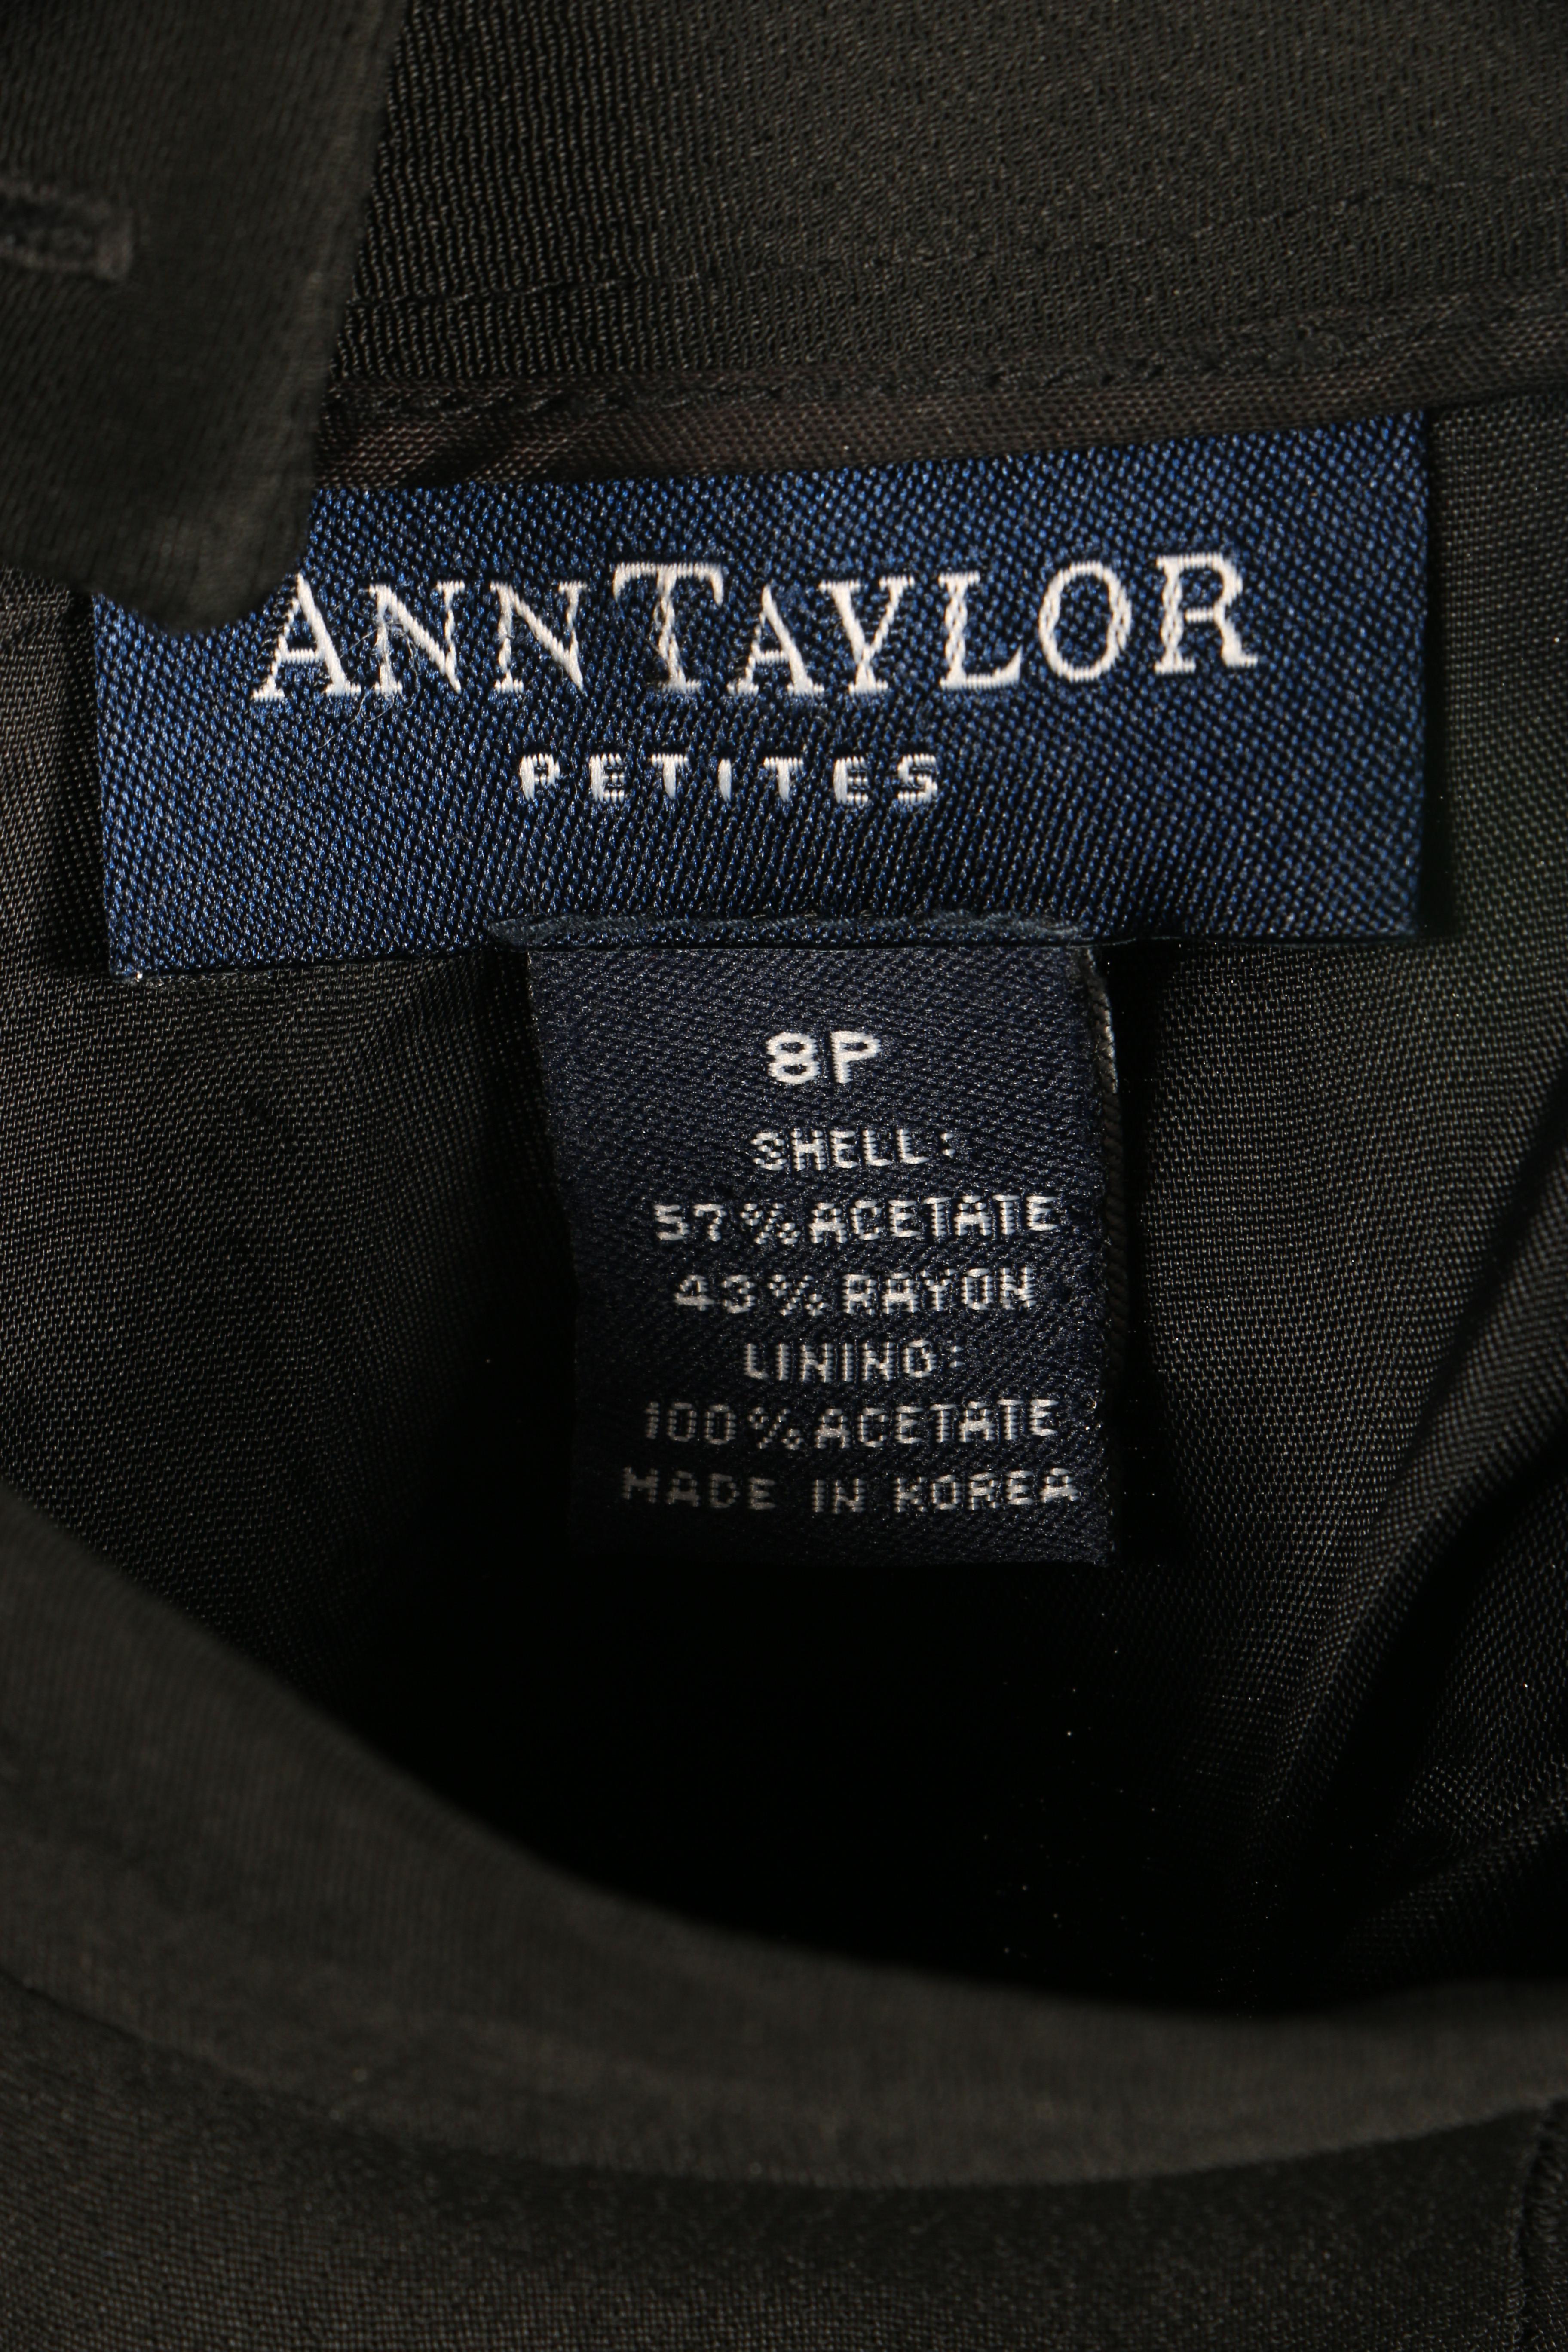 ANNTAYLOR
PETITES
8P
SHELL:
57% ACETATE
43% RAYON
LINING:
100% ACETATE
MADE IN KOREA